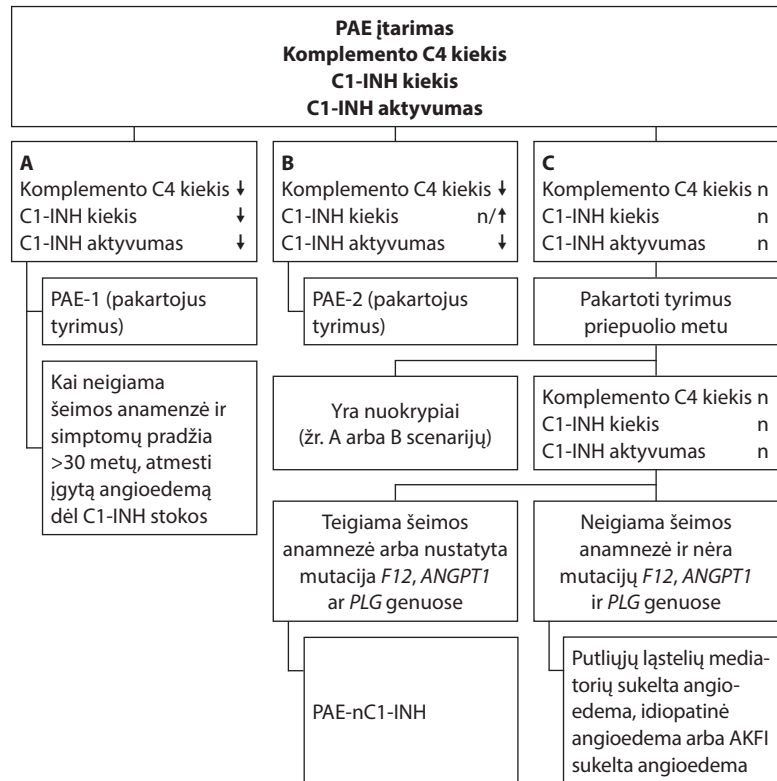 PAE įtarimas
Komplemento C4 kiekis
C1-INH kiekis
C1-INH aktyvumas
A
Komplemento C4 kiekis ↓
C1-INH kiekis ↓
C1-INH aktyvumas ↓
PAE-1 (pakartojus
tyrimus)
Kai neigiama
šeimos anamenzė ir
simptomų pradžia
>30 metų, atmesti
įgytą angioedemą
dėl C1-INH stokos
B
Komplemento C4 kiekis ↓
C1-INH kiekis n/↑
C1-INH aktyvumas ↓
PAE-2 (pakartojus
tyrimus)
C
Komplemento C4 kiekis n
C1-INH kiekis n
C1-INH aktyvumas n
Pakartoti tyrimus
priepuolio metu
Yra nuokrypiai
(žr. A arba B scenarijų)
Komplemento C4 kiekis n
C1-INH kiekis n
C1-INH aktyvumas n
Teigiama šeimos
anamnezė arba nustatyta
mutacija F12, ANGPT1
ar PLG genuose
PAE-nC1-INH
Neigiama šeimos
anamnezė ir nėra
mutacijų F12, ANGPT1
ir PLG genuose
Putliųjų ląstelių media-
torių sukelta angio-
edema, idiopatinė
angioedema arba AKFI
sukelta angioedema